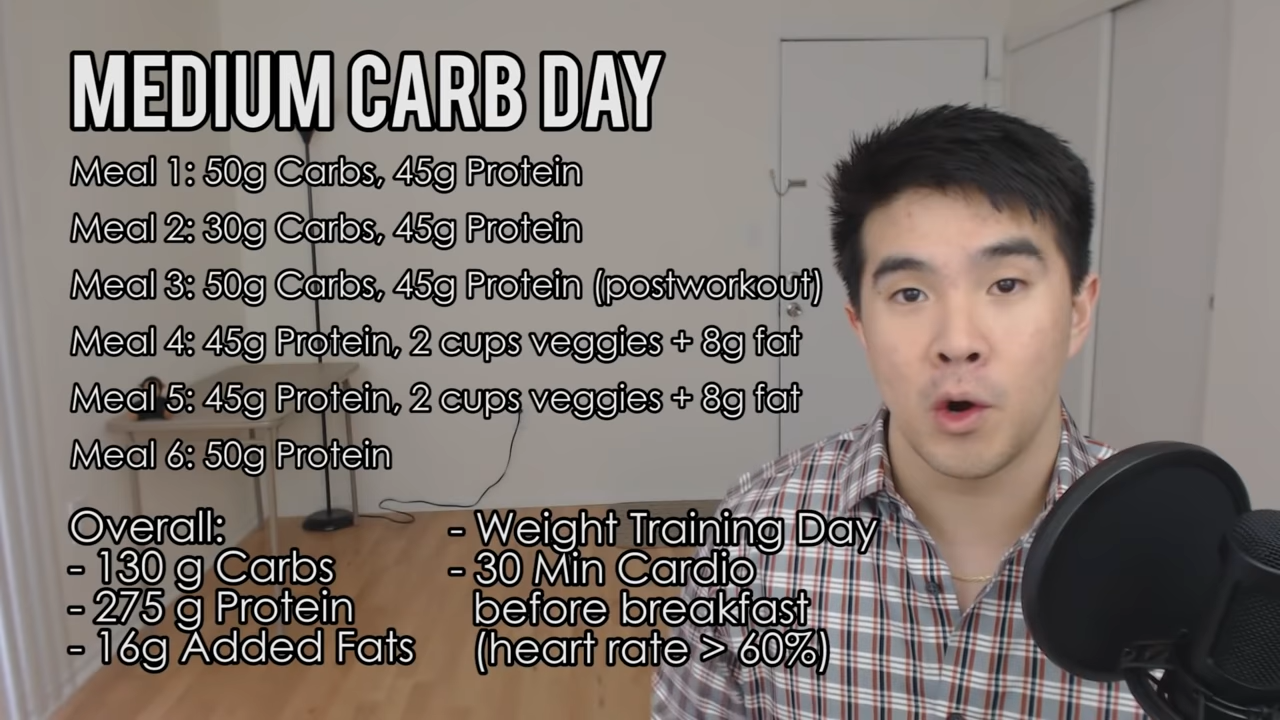 MEDIUM CARB DAY
Meal 1: 50g Carbs, 45g Protein
Meal 2: 30g Carbs, 45g Protein
Meal 3: 50g Carbs, 45g Protein (postworkout)
Meal 4: 45g Protein, 2 cups veggies + 8g fat
Meal 5: 45g Protein, 2 cups veggies + 8g fat
Meal 6: 50g Protein
Overall:
- 130 g Carbs
- 275 g Protein
- 16g Added Fats
- Weight Training Day
- 30 Min Cardio
before breakfast
(heart rate > 60%)